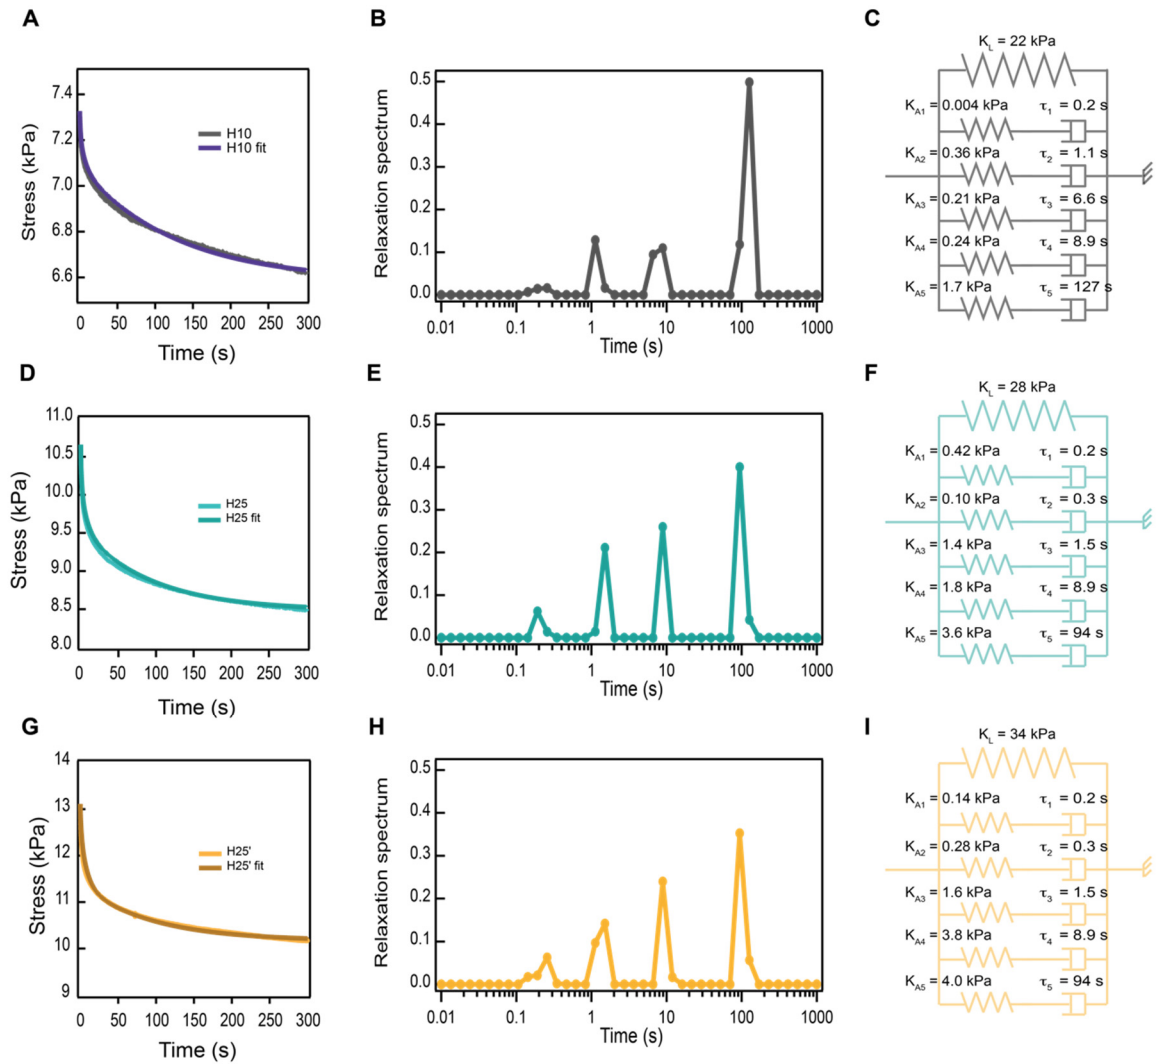 A
7.4
7.2
7.0
6.8
6.6
Stress (kPa)
H10
H10 fit
0 50 100 150 200 250 300
Time (s)
B
0.5
0.4
0.3
0.2
0.1
0.0
Relaxation spectrum
0.01 0.1 1 10 100 1000
Time (s)
C
K_L = 22 kPa
K_A1 = 0.004 kPa τ_1 = 0.2 s
K_A2 = 0.36 kPa τ_2 = 1.1 s
K_A3 = 0.21 kPa τ_3 = 6.6 s
K_A4 = 0.24 kPa τ_4 = 8.9 s
K_A5 = 1.7 kPa τ_5 = 127 s
D
11.0
10.5
10.0
9.5
9.0
8.5
8.0
Stress (kPa)
H25
H25 fit
0 50 100 150 200 250 300
Time (s)
E
0.5
0.4
0.3
0.2
0.1
0.0
Relaxation spectrum
0.01 0.1 1 10 100 1000
Time (s)
F
K_L = 28 kPa
K_A1 = 0.42 kPa τ_1 = 0.2 s
K_A2 = 0.10 kPa τ_2 = 0.3 s
K_A3 = 1.4 kPa τ_3 = 1.5 s
K_A4 = 1.8 kPa τ_4 = 8.9 s
K_A5 = 3.6 kPa τ_5 = 94 s
G
14
13
12
11
10
9
Stress (kPa)
H25'
H25' fit
0 50 100 150 200 250 300
Time (s)
H
0.5
0.4
0.3
0.2
0.1
0.0
Relaxation spectrum
0.01 0.1 1 10 100 1000
Time (s)
I
K_L = 34 kPa
K_A1 = 0.14 kPa τ_1 = 0.2 s
K_A2 = 0.28 kPa τ_2 = 0.3 s
K_A3 = 1.6 kPa τ_3 = 1.5 s
K_A4 = 3.8 kPa τ_4 = 8.9 s
K_A5 = 4.0 kPa τ_5 = 94 s